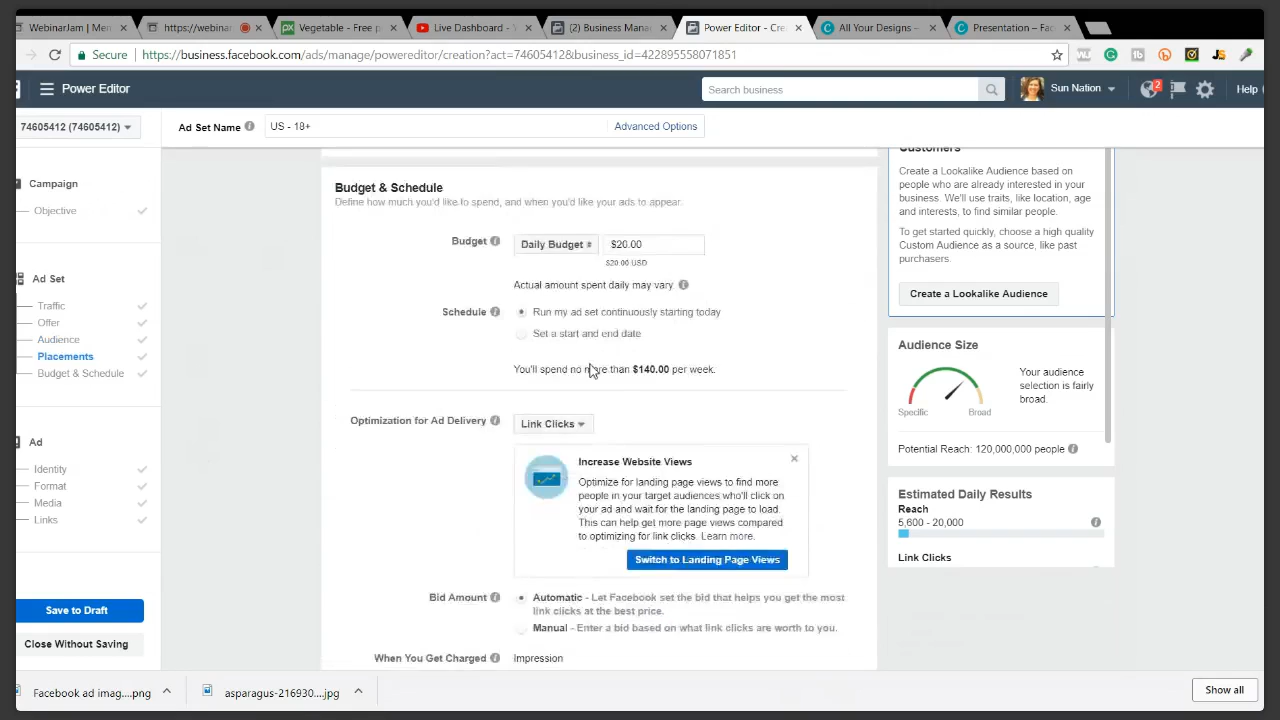 WebinarJam | Mem
https://webinar
Vegetable - Free p
Live Dashboard - Y
(2) Business Mana
Power Editor - Cre
All Your Designs –
Presentation – Fac
Secure
https://business.facebook.com/ads/manage/powereditor/creation?act=74605412&business_id=422895558071851
Power Editor
Search business
Sun Nation
2
Help
74605412 (74605412)
Ad Set Name
US - 18+
Advanced Options
Campaign
Objective
Ad Set
Traffic
Offer
Audience
Placements
Budget & Schedule
Ad
Identity
Format
Media
Links
Save to Draft
Close Without Saving
Budget & Schedule
Define how much you'd like to spend, and when you'd like your ads to appear.
Budget
Daily Budget
$20.00
$20.00 USD
Actual amount spent daily may vary.
Schedule
Run my ad set continuously starting today
Set a start and end date
You'll spend no more than $140.00 per week.
Optimization for Ad Delivery
Link Clicks
Increase Website Views
Optimize for landing page views to find more
people in your target audiences who'll click on
your ad and wait for the landing page to load.
This can help get more page views compared
to optimizing for link clicks. Learn more.
Switch to Landing Page Views
Bid Amount
Automatic - Let Facebook set the bid that helps you get the most
link clicks at the best price.
Manual - Enter a bid based on what link clicks are worth to you.
When You Get Charged
Impression
Customers
Create a Lookalike Audience based on
people who are already interested in your
business. We'll use traits, like location, age
and interests, to find similar people.
To get started quickly, choose a high quality
Custom Audience as a source, like past
purchasers.
Create a Lookalike Audience
Audience Size
Your audience
selection is fairly
broad.
Specific
Broad
Potential Reach: 120,000,000 people
Estimated Daily Results
Reach
5,600 - 20,000
Link Clicks
Facebook ad imag....png
asparagus-216930....jpg
Show all